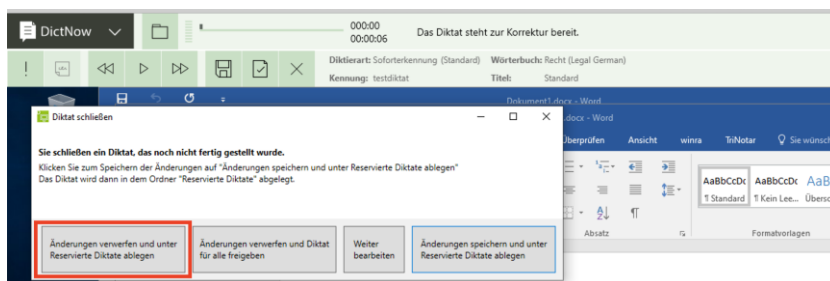 DictNow
000:00
00:00:06
Das Diktat steht zur Korrektur bereit.
Diktierart: Soforterkennung (Standard) Wörterbuch: Recht (Legal German)
Kennung: testdiktat Titel: Standard
Dokument1.docx - Word
Diktat schließen
.docx - Word
Überprüfen Ansicht winra TriNotar Sie wünsch
Sie schließen ein Diktat, das noch nicht fertig gestellt wurde.
Klicken Sie zum Speichern der Änderungen auf "Änderungen speichern und unter Reservierte Diktate ablegen"
Das Diktat wird dann in dem Ordner "Reservierte Diktate" abgelegt.
AaBbCcDc AaBbCcDc AaB
¶ Standard ¶ Kein Lee... Übersc
Absatz Formatvorlagen
Änderungen verwerfen und unter
Reservierte Diktate ablegen
Änderungen verwerfen und Diktat
für alle freigeben
Weiter
bearbeiten
Änderungen speichern und unter
Reservierte Diktate ablegen